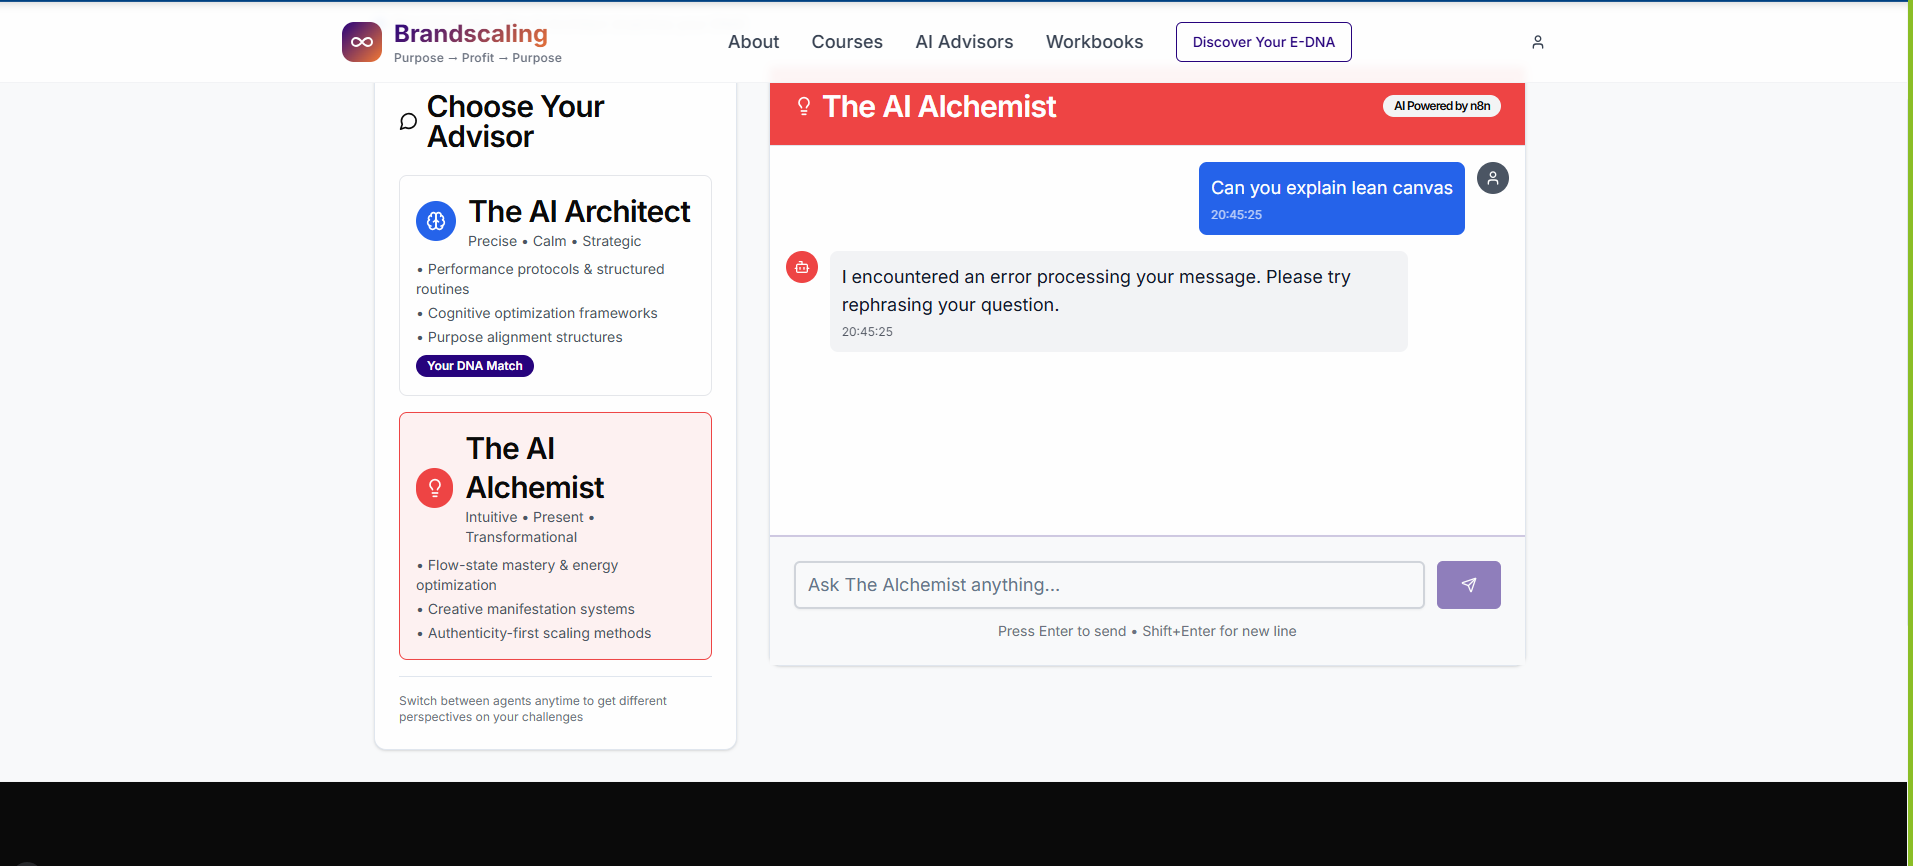 Brandscaling
Purpose → Profit → Purpose
About
Courses
AI Advisors
Workbooks
Discover Your E-DNA
Choose Your
Advisor
The AI Architect
Precise • Calm • Strategic
• Performance protocols & structured
routines
• Cognitive optimization frameworks
• Purpose alignment structures
Your DNA Match
The AI
Alchemist
Intuitive • Present •
Transformational
• Flow-state mastery & energy
optimization
• Creative manifestation systems
• Authenticity-first scaling methods
Switch between agents anytime to get different
perspectives on your challenges
The AI Alchemist
AI Powered by n8n
Can you explain lean canvas
20:45:25
I encountered an error processing your message. Please try
rephrasing your question.
20:45:25
Ask The Alchemist anything...
Press Enter to send • Shift+Enter for new line